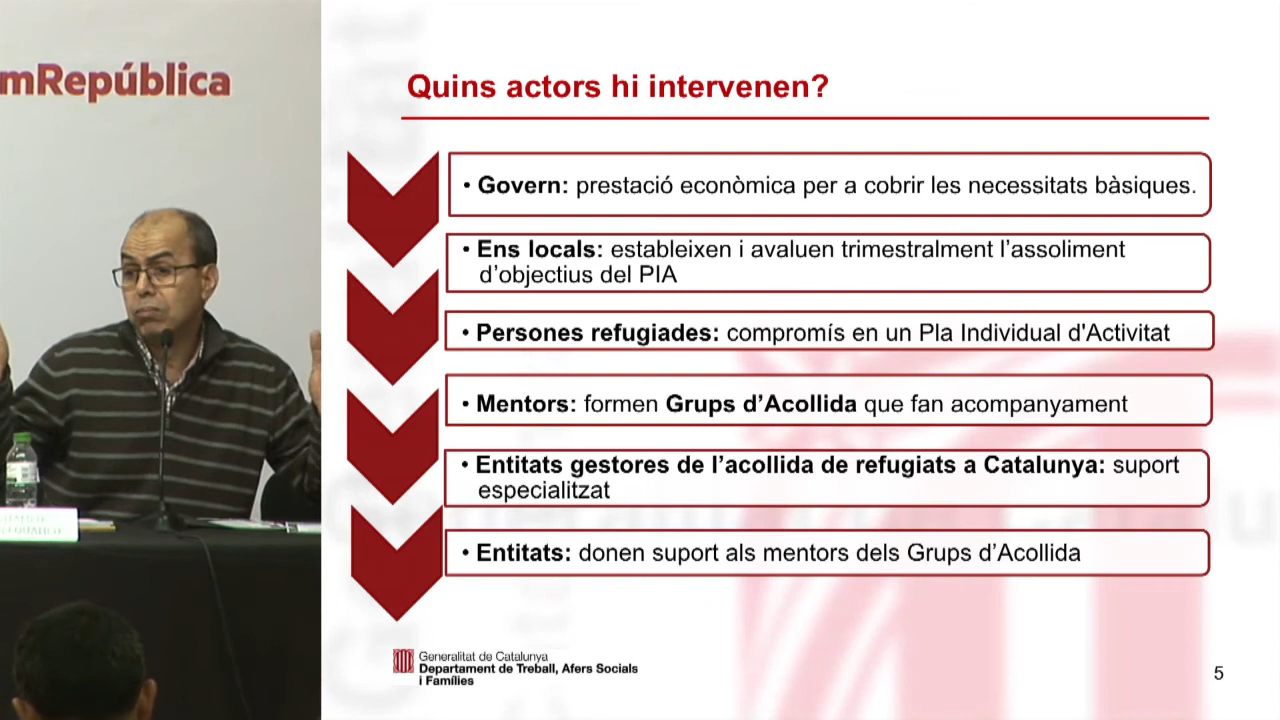 mRepública
Quins actors hi intervenen?
• Govern: prestació econòmica per a cobrir les necessitats bàsiques.
• Ens locals: estableixen i avaluen trimestralment l’assoliment
d’objectius del PIA
• Persones refugiades: compromís en un Pla Individual d'Activitat
• Mentors: formen Grups d’Acollida que fan acompanyament
• Entitats gestores de l’acollida de refugiats a Catalunya: suport
especialitzat
• Entitats: donen suport als mentors dels Grups d’Acollida
Generalitat de Catalunya
Departament de Treball, Afers Socials
i Famílies
5